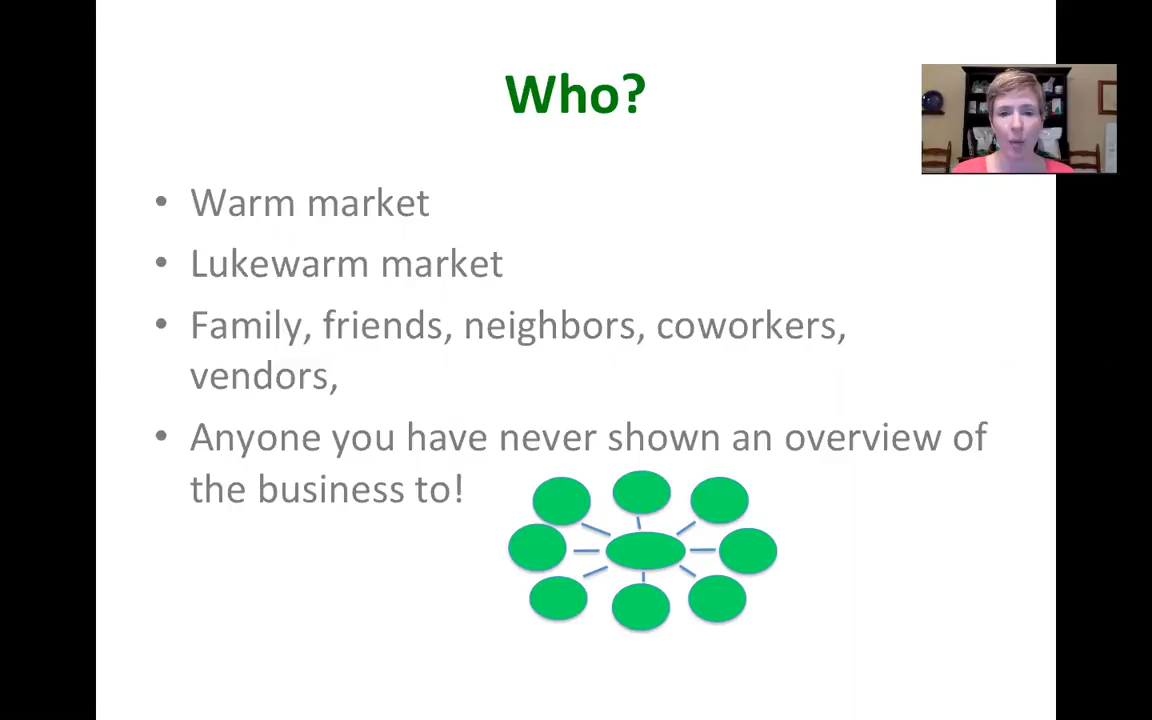 Who?
• Warm market
• Lukewarm market
• Family, friends, neighbors, coworkers,
vendors,
• Anyone you have never shown an overview of
the business to!